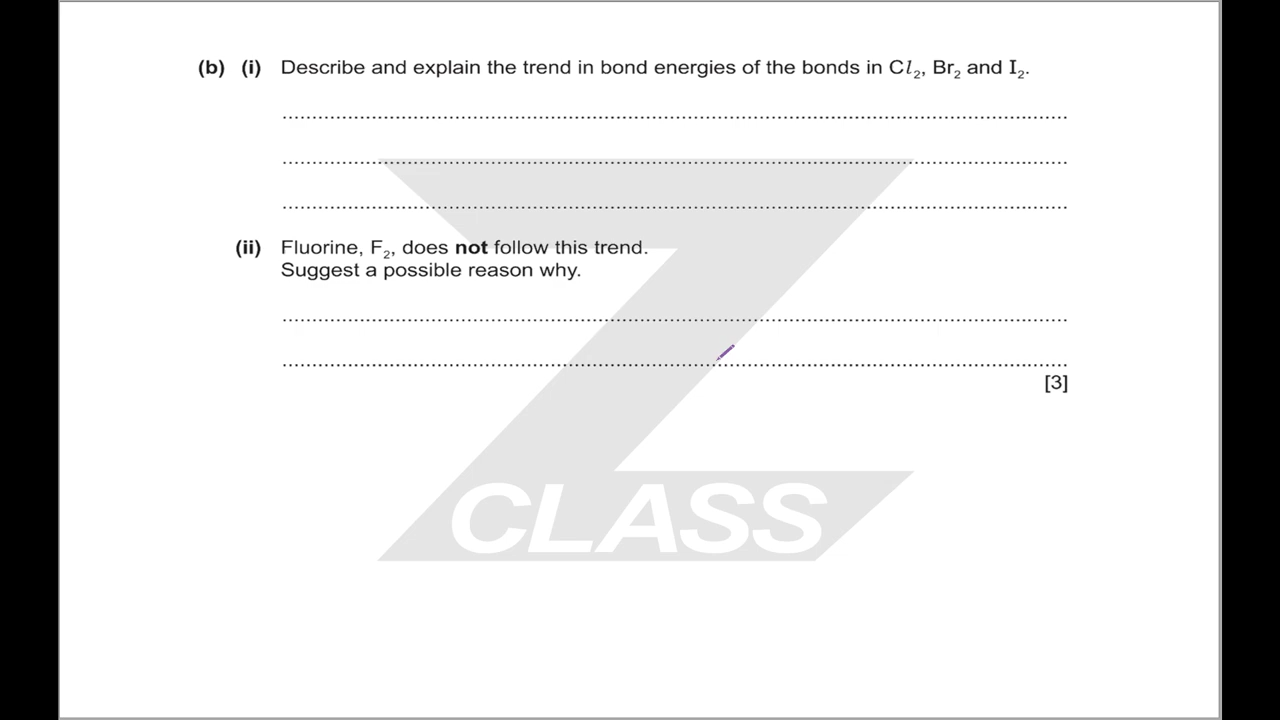 (b) (i) Describe and explain the trend in bond energies of the bonds in Cl₂, Br₂ and I₂.
(ii) Fluorine, F₂, does not follow this trend.
Suggest a possible reason why.
[3]
CLASS